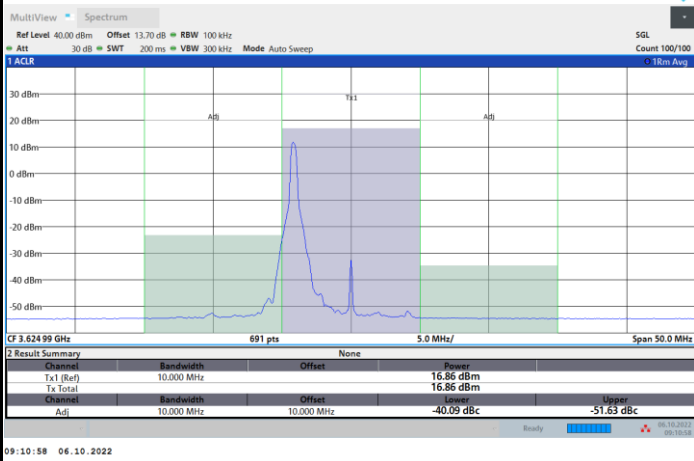 MultiView Spectrum
Ref Level 40.00 dBm Offset 13.70 dB RBW 100 kHz SGL
Att 30 dB SWT 200 ms VBW 300 kHz Mode Auto Sweep Count 100/100
1 ACLR 1Rm Avg
30 dBm
Tx1
20 dBm
Adj Adj
10 dBm
0 dBm
-10 dBm
-20 dBm
-30 dBm
-40 dBm
-50 dBm
CF 3.624 99 GHz 691 pts 5.0 MHz/ Span 50.0 MHz
2 Result Summary None
Channel Bandwidth Offset Power
Tx1 (Ref) 10.000 MHz 16.86 dBm
Tx Total 16.86 dBm
Channel Bandwidth Offset Lower Upper
Adj 10.000 MHz 10.000 MHz -40.09 dBc -51.63 dBc
Ready 06.10.2022
09:10:58
09:10:58 06.10.2022